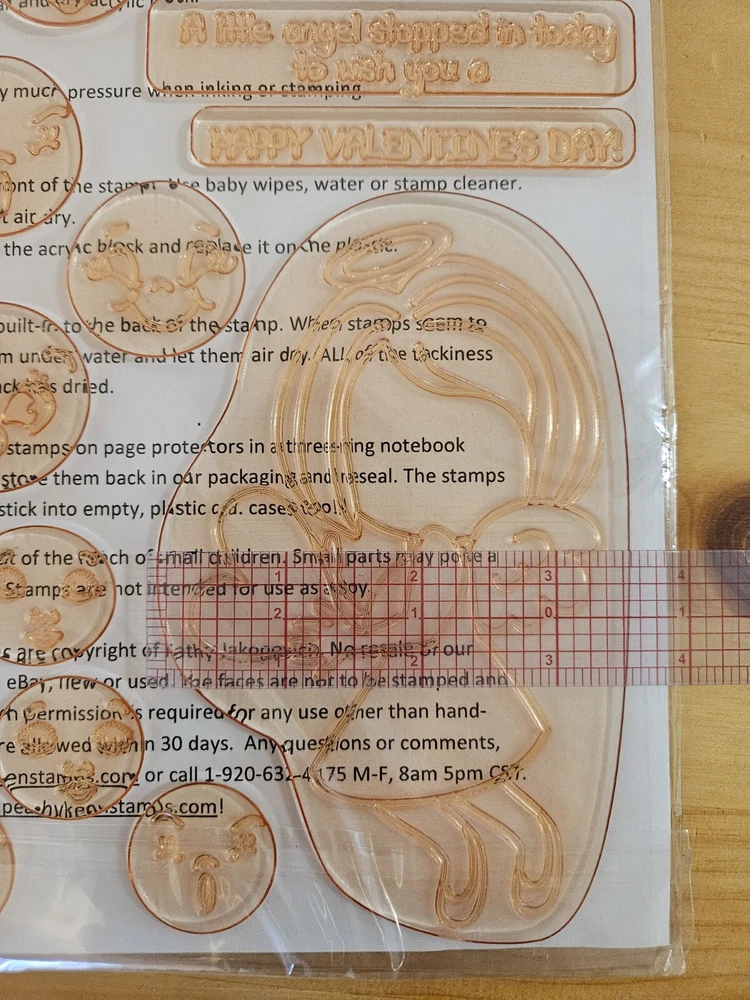 A little angel stopped in today
to wish you a
pressure when inking or stamping.
HAPPY VALENTINES DAY!
of the stamp. Use baby wipes, water or stamp cleaner.
air dry.
the acrylic block and replace it on the plastic.
built-in to the back of the stamp. When stamps seem to
under water and let them air dry. ALL of the tackiness
has dried.
stamps on page protectors in a three-ring notebook
store them back in our packaging and reseal. The stamps
stick into empty, plastic c.d. cases too!
of the reach of small children. Small parts may pose a
Stamps are not intended for use as a toy.
1 2 3 4
2 0 1
are copyright of Kathy Jakopovich. No resale of our
2 3 4
eBay, new or used. The faces are not to be stamped and
permission is required for any use other than hand-
allowed within 30 days. Any questions or comments,
or call 1-920-632-4175 M-F, 8am 5pm CST.
peachykeenstamps.com!